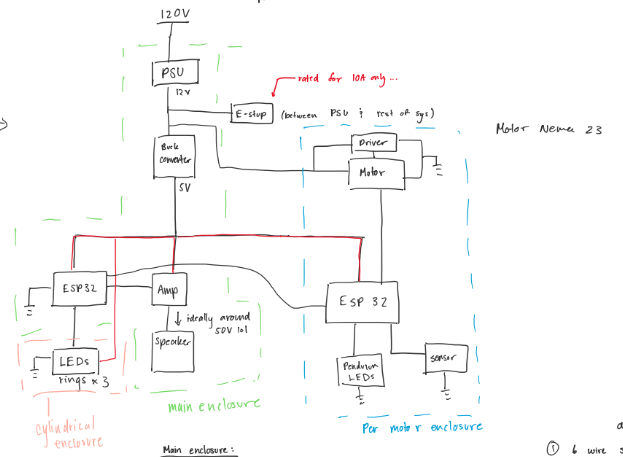 120V
PSU
rated for 10A only...
12V
E-stop
(between PSU & rest of sys)
Motor Nema 23
Driver
Buck
converter
Motor
5V
ESP32
Amp
ESP 32
ideally around
50V lol
Speaker
LEDs
rings × 3
Pendulum
LEDs
sensor
main enclosure
cylindrical
enclosure
Per motor enclosure
Main enclosure:
① 6 wire